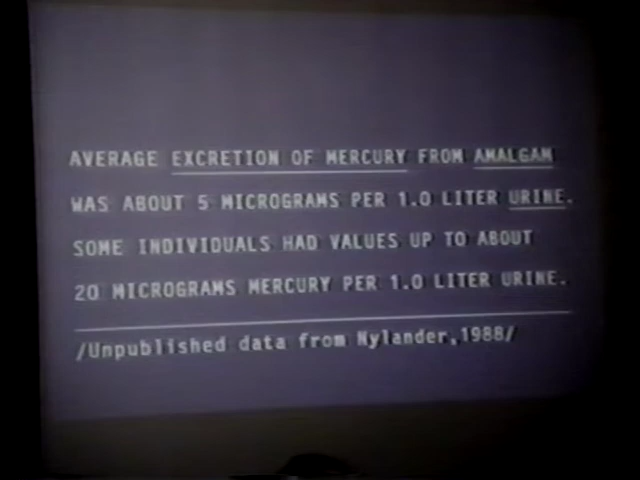 AVERAGE EXCRETION OF MERCURY FROM AMALGAM
WAS ABOUT 5 MICROGRAMS PER 1.0 LITER URINE.
SOME INDIVIDUALS HAD VALUES UP TO ABOUT
20 MICROGRAMS MERCURY PER 1.0 LITER URINE.
/Unpublished data from Nylander,1988/